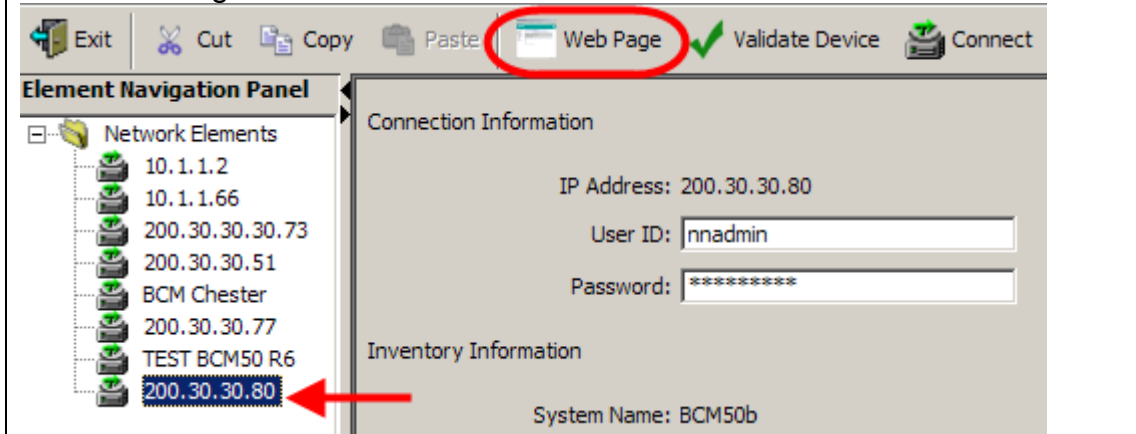 Exit Cut Copy Paste Web Page Validate Device Connect
Element Navigation Panel
Network Elements
10.1.1.2
10.1.1.66
200.30.30.30.73
200.30.30.51
BCM Chester
200.30.30.77
TEST BCM50 R6
200.30.30.80
Connection Information
IP Address: 200.30.30.80
User ID: nnadmin
Password: *********
Inventory Information
System Name: BCM50b